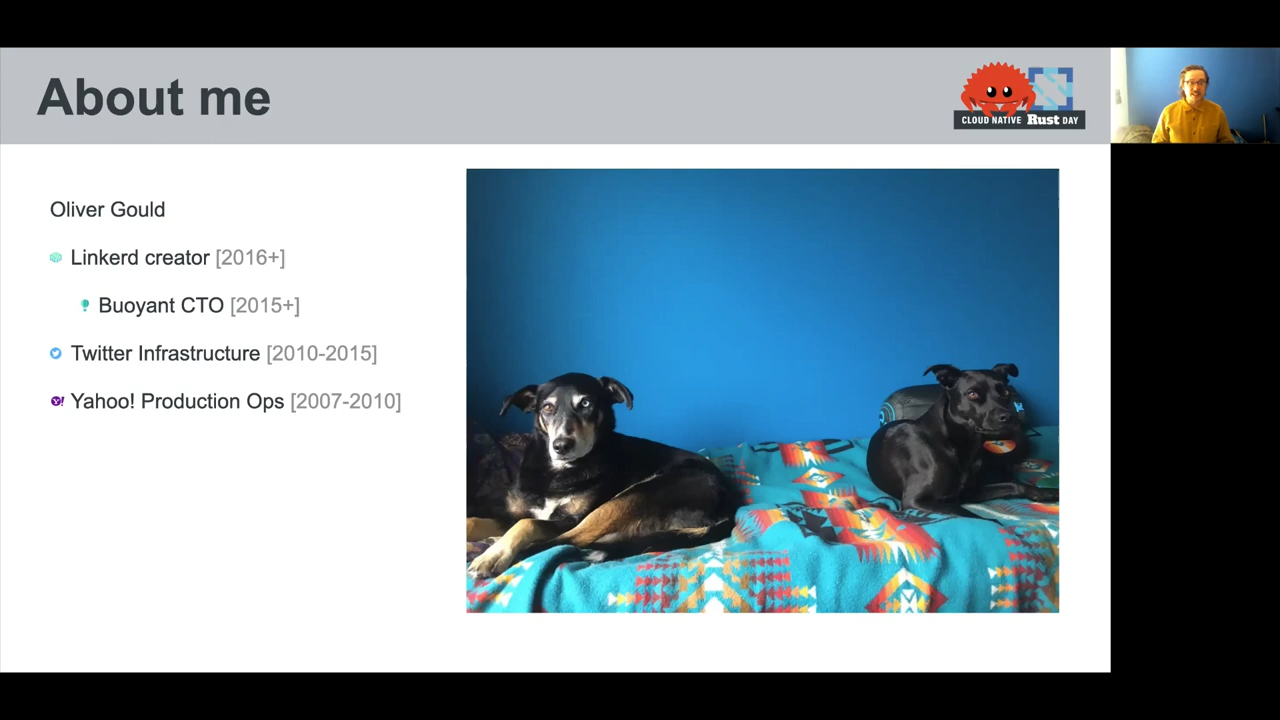 About me
CLOUD NATIVE Rust DAY
Oliver Gould
Linkerd creator [2016+]
Buoyant CTO [2015+]
Twitter Infrastructure [2010-2015]
Yahoo! Production Ops [2007-2010]